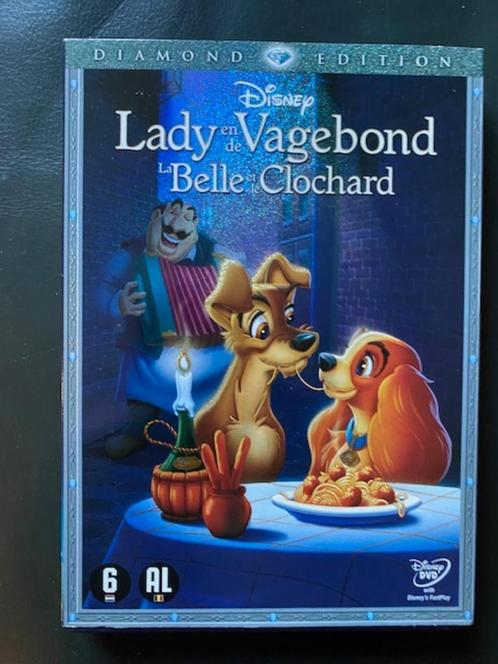 DIAMOND EDITION
Disney
Lady en de Vagebond
La Belle et le Clochard
6 AL
Disney
DVD
with
Disney's FastPlay